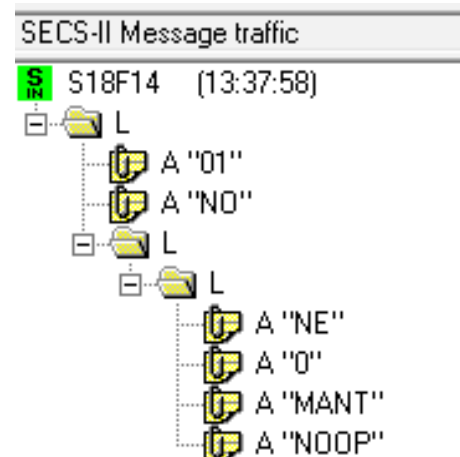 SECS-II Message traffic
S IN S18F14 (13:37:58)
L
A "01"
A "NO"
L
L
A "NE"
A "0"
A "MANT"
A "NOOP"